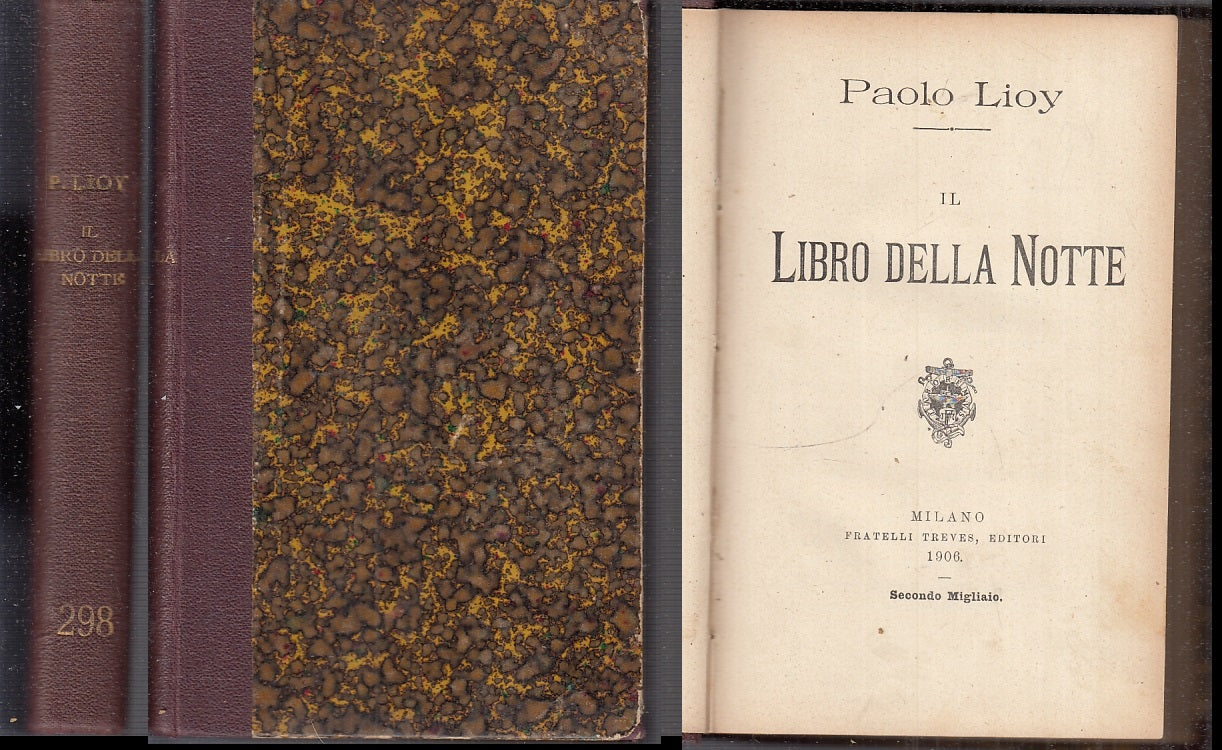 P. LIOY
IL
LIBRO DELLA
NOTTE
298
LA
Paolo Lioy
IL
LIBRO DELLA NOTTE
MILANO
FRATELLI TREVES, EDITORI
1906.
Secondo Migliaio.